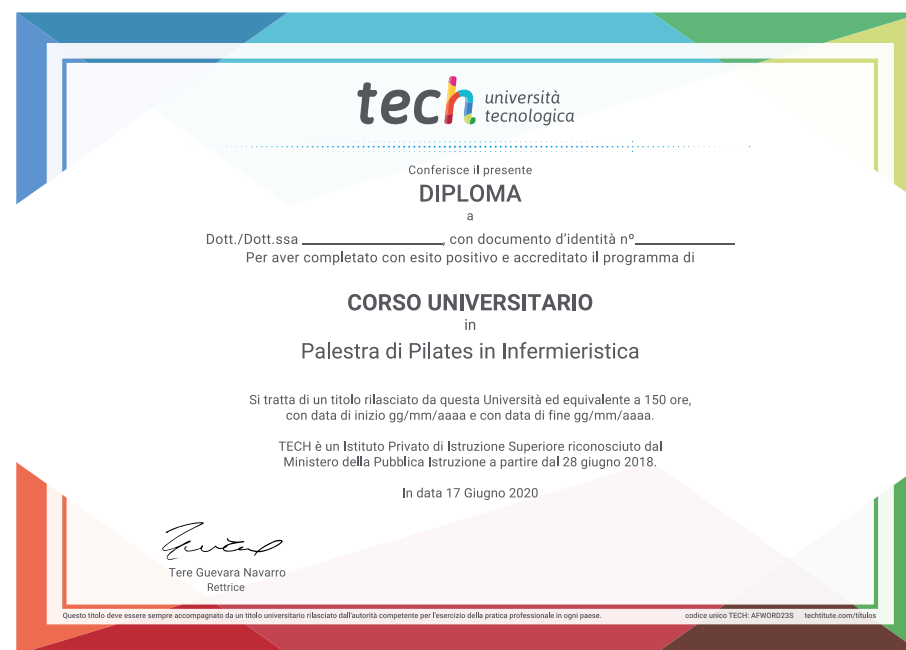 tech università
tecnologica
Conferisce il presente
DIPLOMA
a
Dott./Dott.ssa ____________________, con documento d'identità nº______________
Per aver completato con esito positivo e accreditato il programma di
CORSO UNIVERSITARIO
in
Palestra di Pilates in Infermieristica
Si tratta di un titolo rilasciato da questa Università ed equivalente a 150 ore,
con data di inizio gg/mm/aaaa e con data di fine gg/mm/aaaa.
TECH è un Istituto Privato di Istruzione Superiore riconosciuto dal
Ministero della Pubblica Istruzione a partire dal 28 giugno 2018.
In data 17 Giugno 2020
Tere Guevara Navarro
Rettrice
Questo titolo deve essere sempre accompagnato da un titolo universitario rilasciato dall'autorità competente per l'esercizio della pratica professionale in ogni paese. codice unico TECH: AFWORD23S techtitute.com/titulos